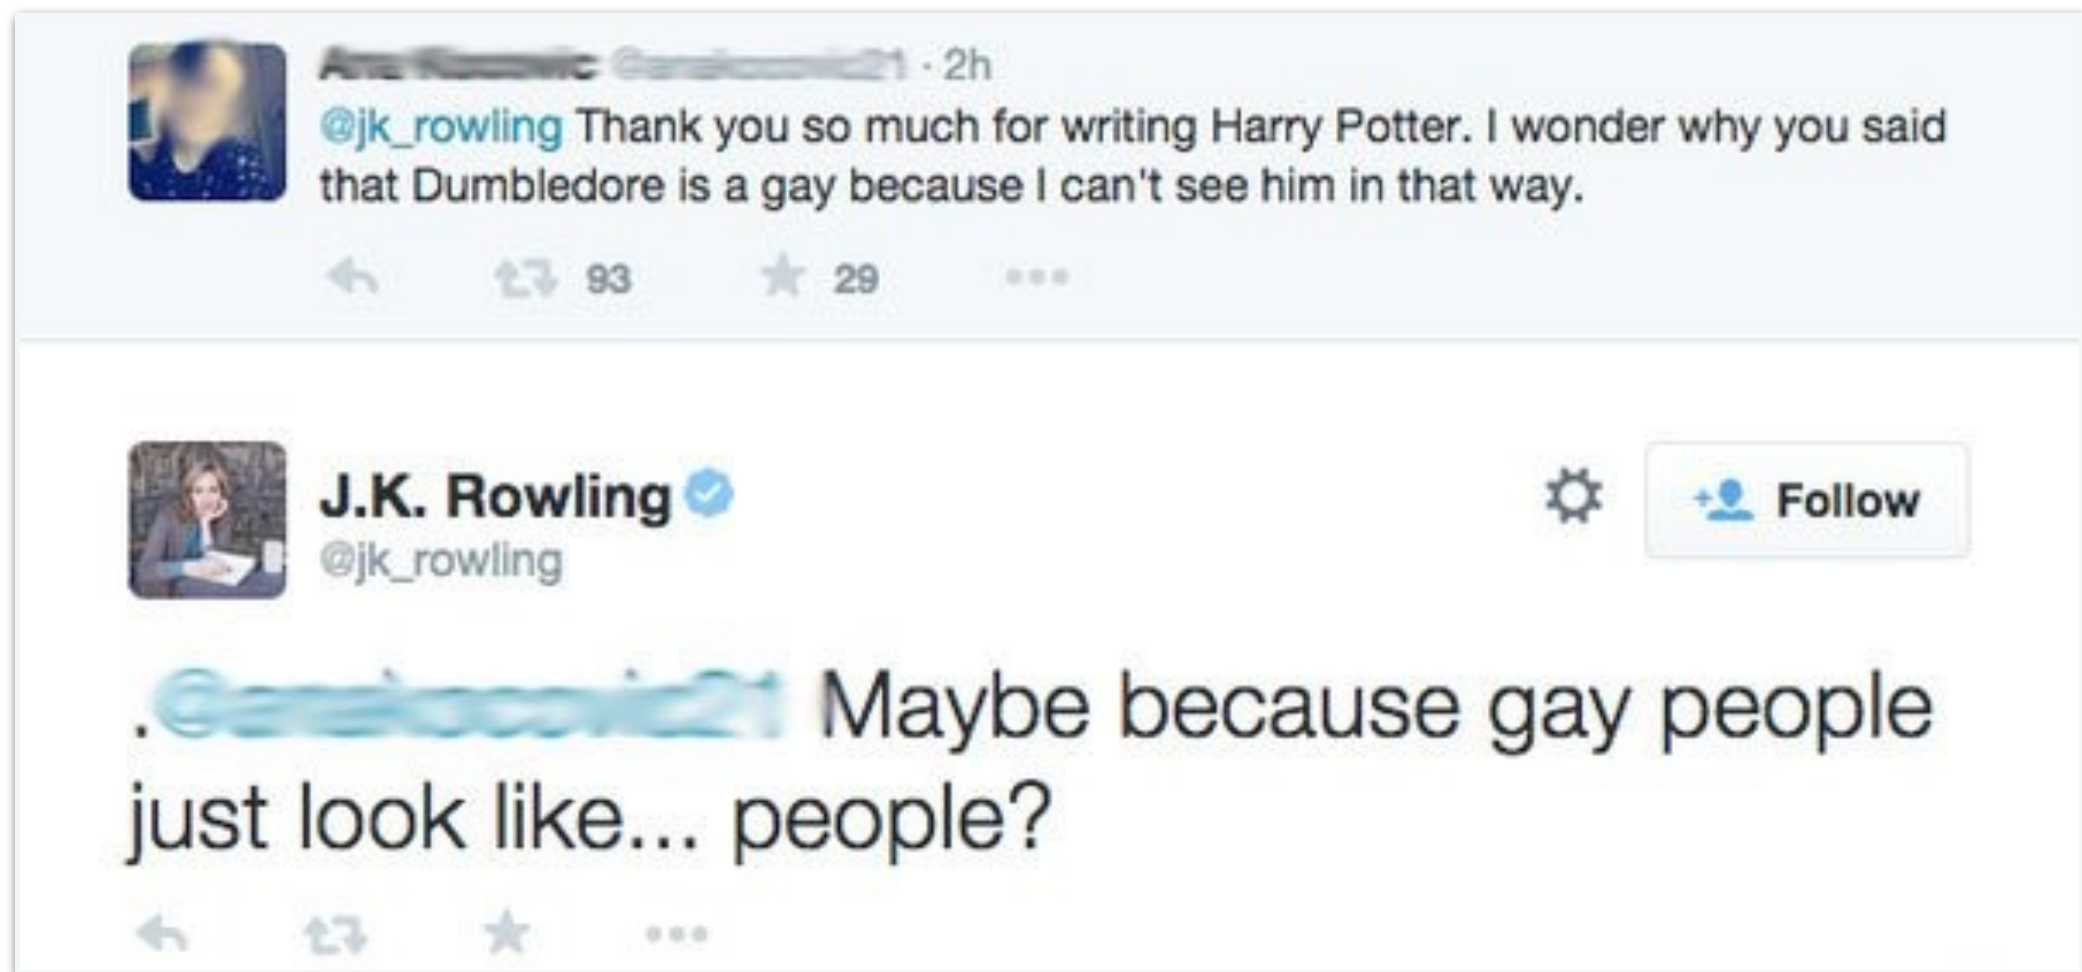 · 2h
@jk_rowling Thank you so much for writing Harry Potter. I wonder why you said
that Dumbledore is a gay because I can't see him in that way.
93 29
J.K. Rowling
@jk_rowling
Follow
. Maybe because gay people
just look like... people?